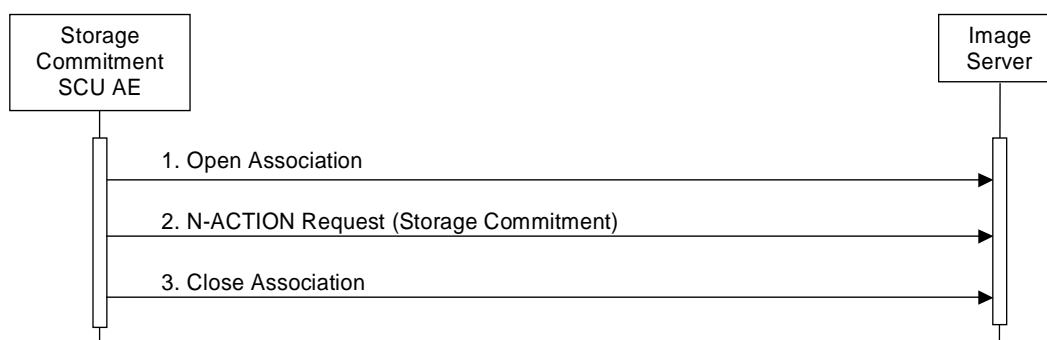 Storage
Commitment
SCU AE
Image
Server
1. Open Association
2. N-ACTION Request (Storage Commitment)
3. Close Association